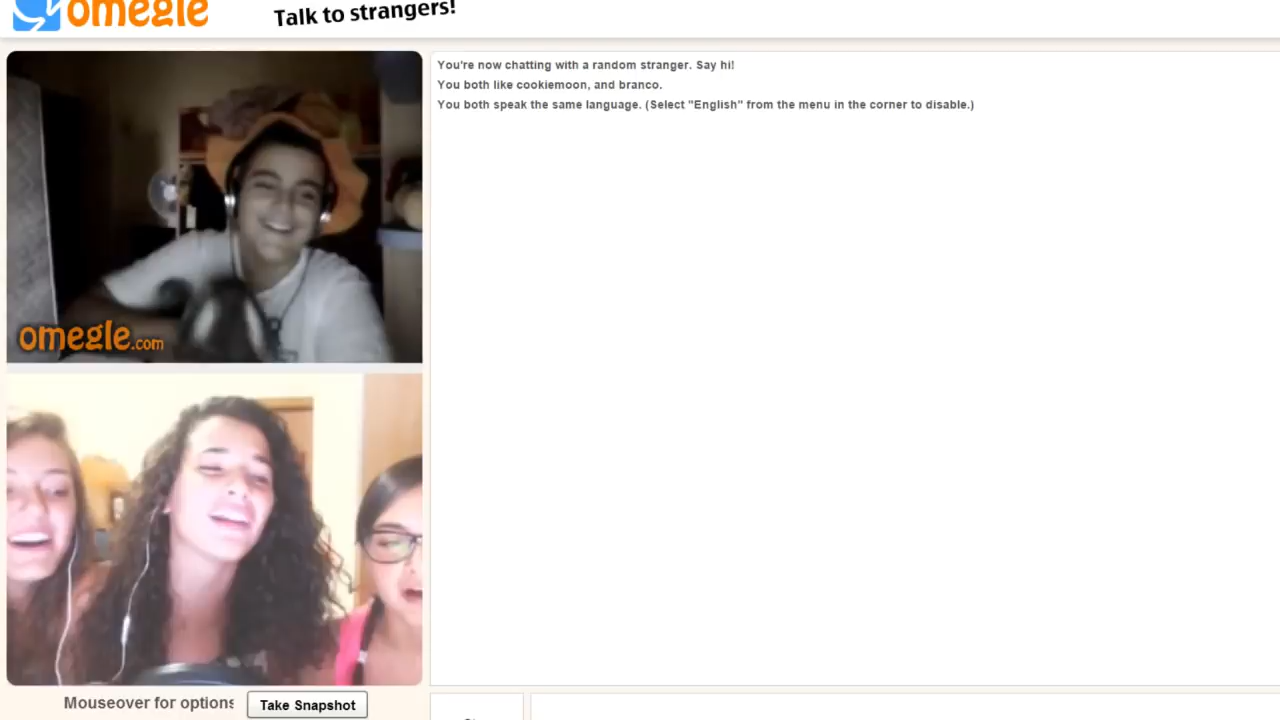 omegle
Talk to strangers!
You're now chatting with a random stranger. Say hi!
You both like cookiemoon, and branco.
You both speak the same language. (Select "English" from the menu in the corner to disable.)
omegle.com
Mouseover for options
Take Snapshot